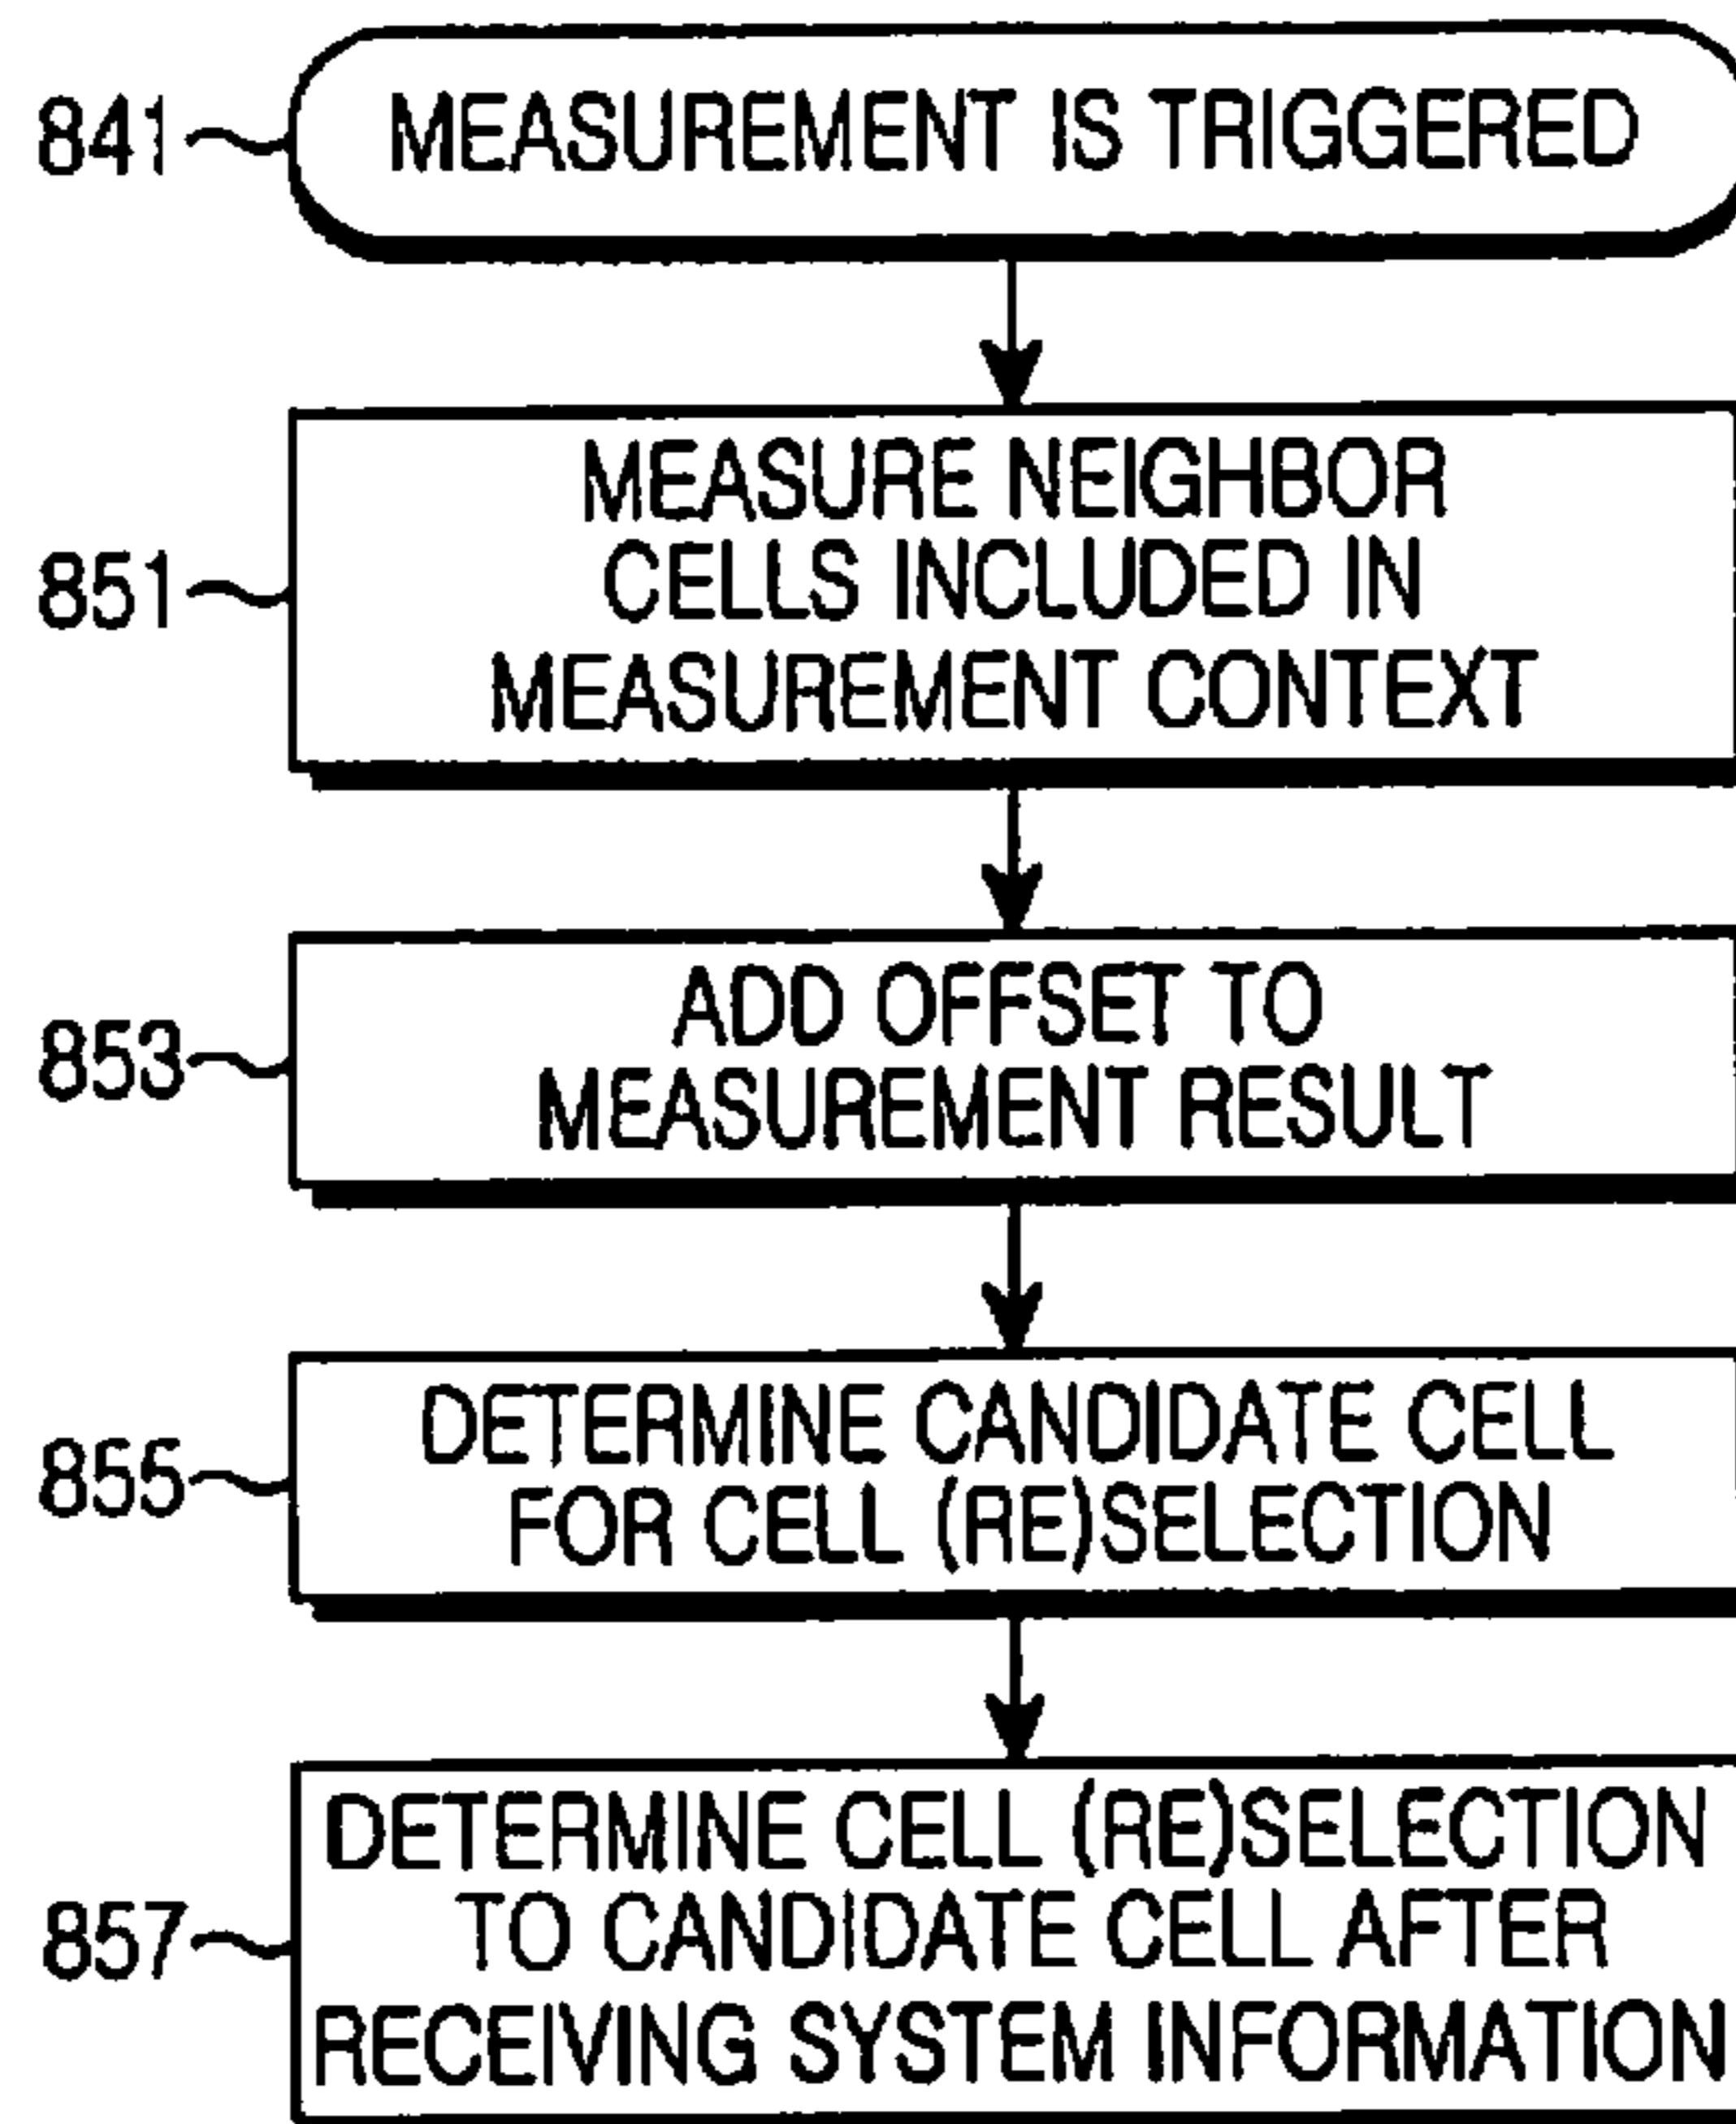 841
MEASUREMENT IS TRIGGERED
851
MEASURE NEIGHBOR
CELLS INCLUDED IN
MEASUREMENT CONTEXT
853
ADD OFFSET TO
MEASUREMENT RESULT
855
DETERMINE CANDIDATE CELL
FOR CELL (RE)SELECTION
857
DETERMINE CELL (RE)SELECTION
TO CANDIDATE CELL AFTER
RECEIVING SYSTEM INFORMATION